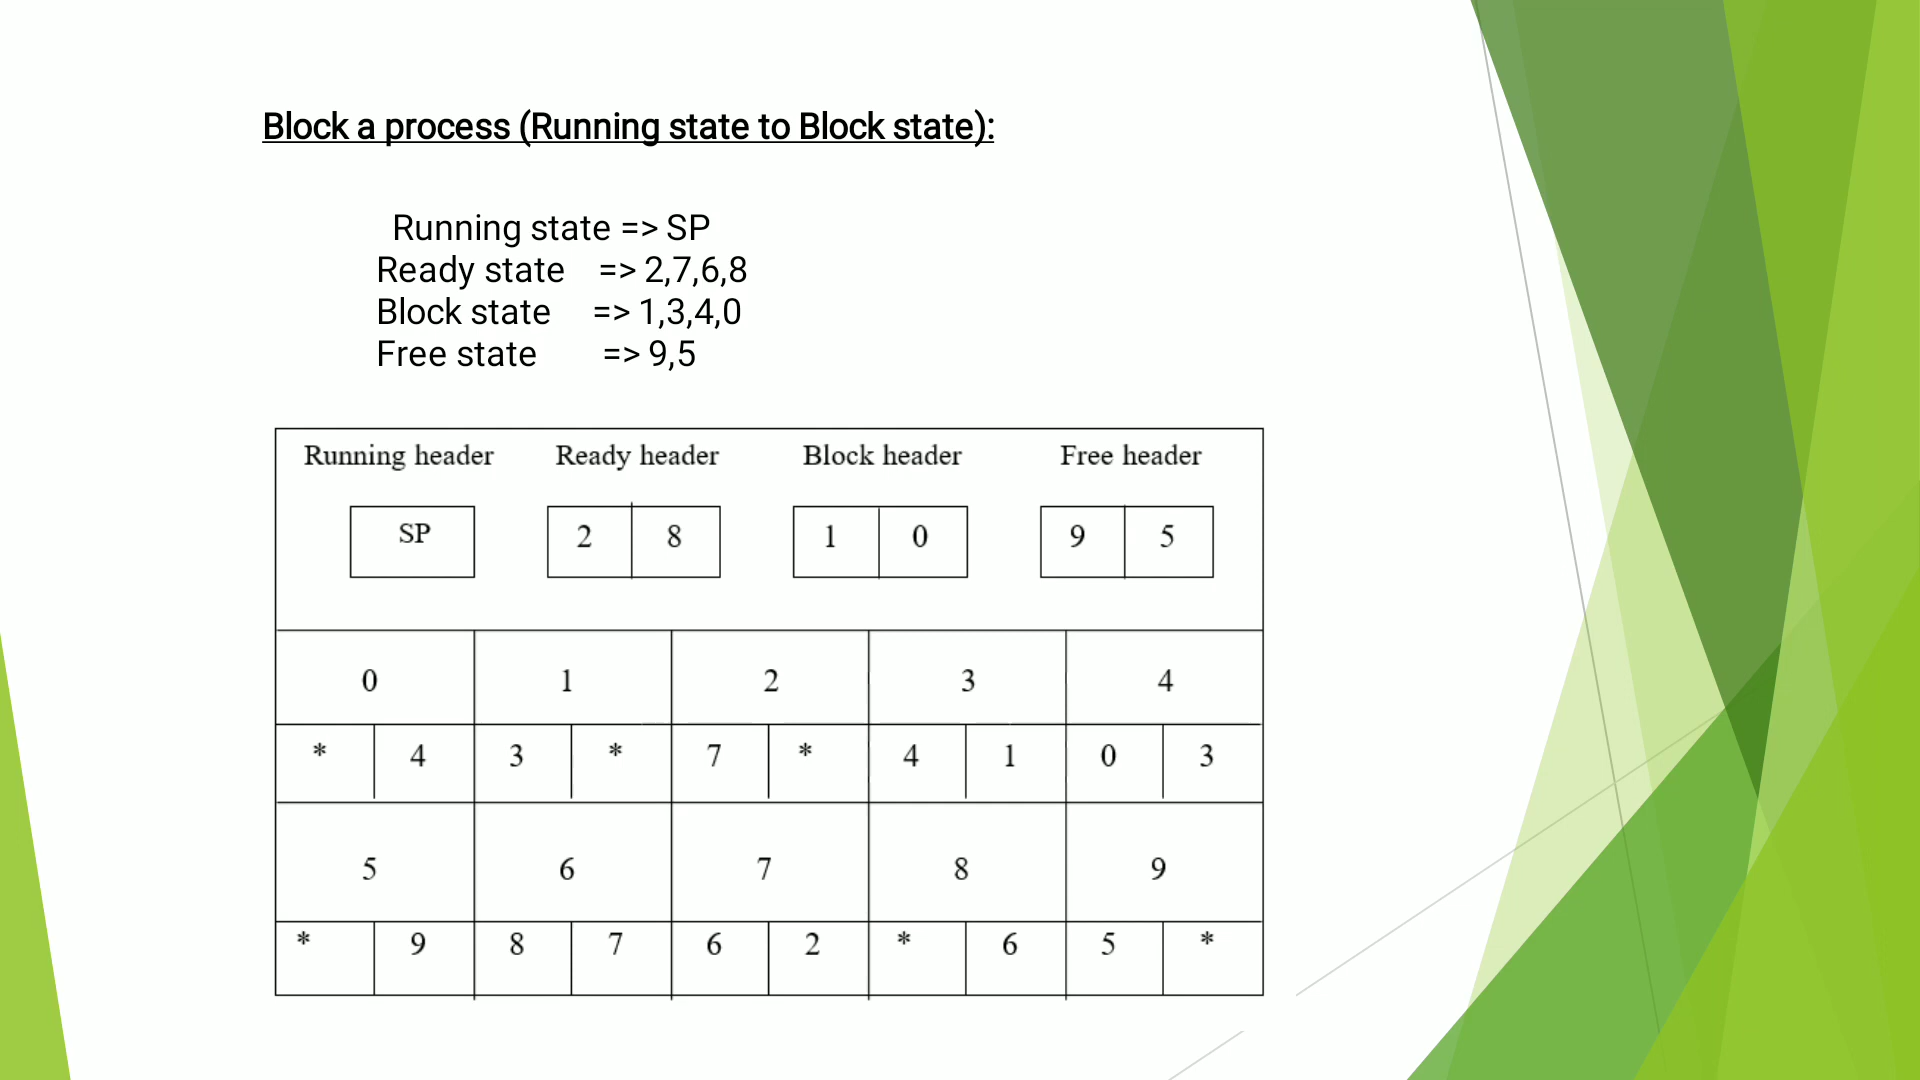 Block a process (Running state to Block state):
Running state => SP
Ready state => 2,7,6,8
Block state => 1,3,4,0
Free state => 9,5
Running header Ready header Block header Free header
SP 2 8 1 0 9 5
0 1 2 3 4
* 4 3 * 7 * 4 1 0 3
5 6 7 8 9
* 9 8 7 6 2 * 6 5 *